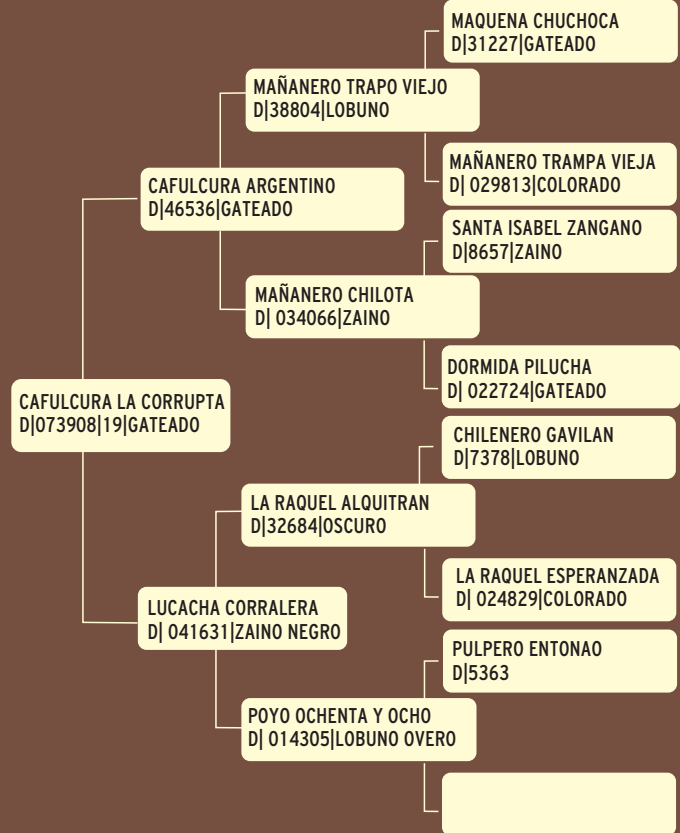 MAQUENA CHUCHOCA
D|31227|GATEADO
MAÑANERO TRAPO VIEJO
D|38804|LOBUNO
MAÑANERO TRAMPA VIEJA
D| 029813|COLORADO
CAFULCURA ARGENTINO
D|46536|GATEADO
SANTA ISABEL ZANGANO
D|8657|ZAINO
MAÑANERO CHILOTA
D| 034066|ZAINO
DORMIDA PILUCHA
D| 022724|GATEADO
CAFULCURA LA CORRUPTA
D|073908|19|GATEADO
CHILENERO GAVILAN
D|7378|LOBUNO
LA RAQUEL ALQUITRAN
D|32684|OSCURO
LA RAQUEL ESPERANZADA
D| 024829|COLORADO
LUCACHA CORRALERA
D| 041631|ZAINO NEGRO
PULPERO ENTONAO
D|5363
POYO OCHENTA Y OCHO
D| 014305|LOBUNO OVERO